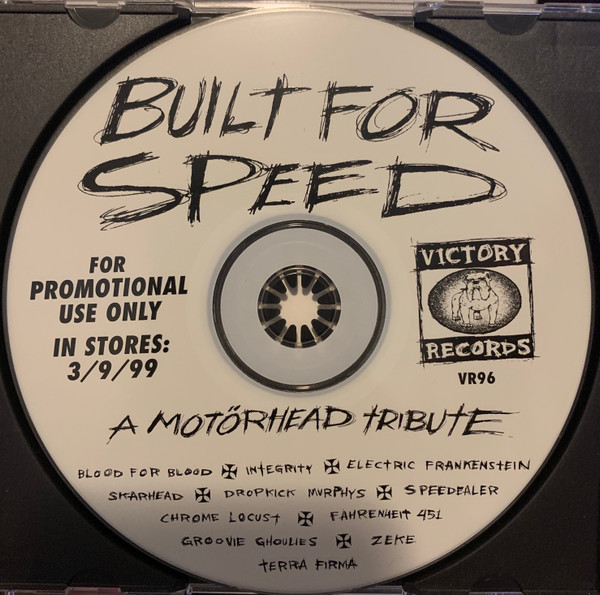 BUILT FOR
SPEED
FOR
PROMOTIONAL
USE ONLY
IN STORES:
3/9/99
VICTORY
RECORDS
VR96
A MOTÖRHEAD TRIBUTE
BLOOD FOR BLOOD ✠ INTEGRITY ✠ ELECTRIC FRANKENSTEIN
SKARHEAD ✠ DROPKICK MURPHYS ✠ SPEEDEALER
CHROME LOCUST ✠ FAHRENHEIT 451
GROOVIE GHOULIES ✠ ZEKE
TERRA FIRMA